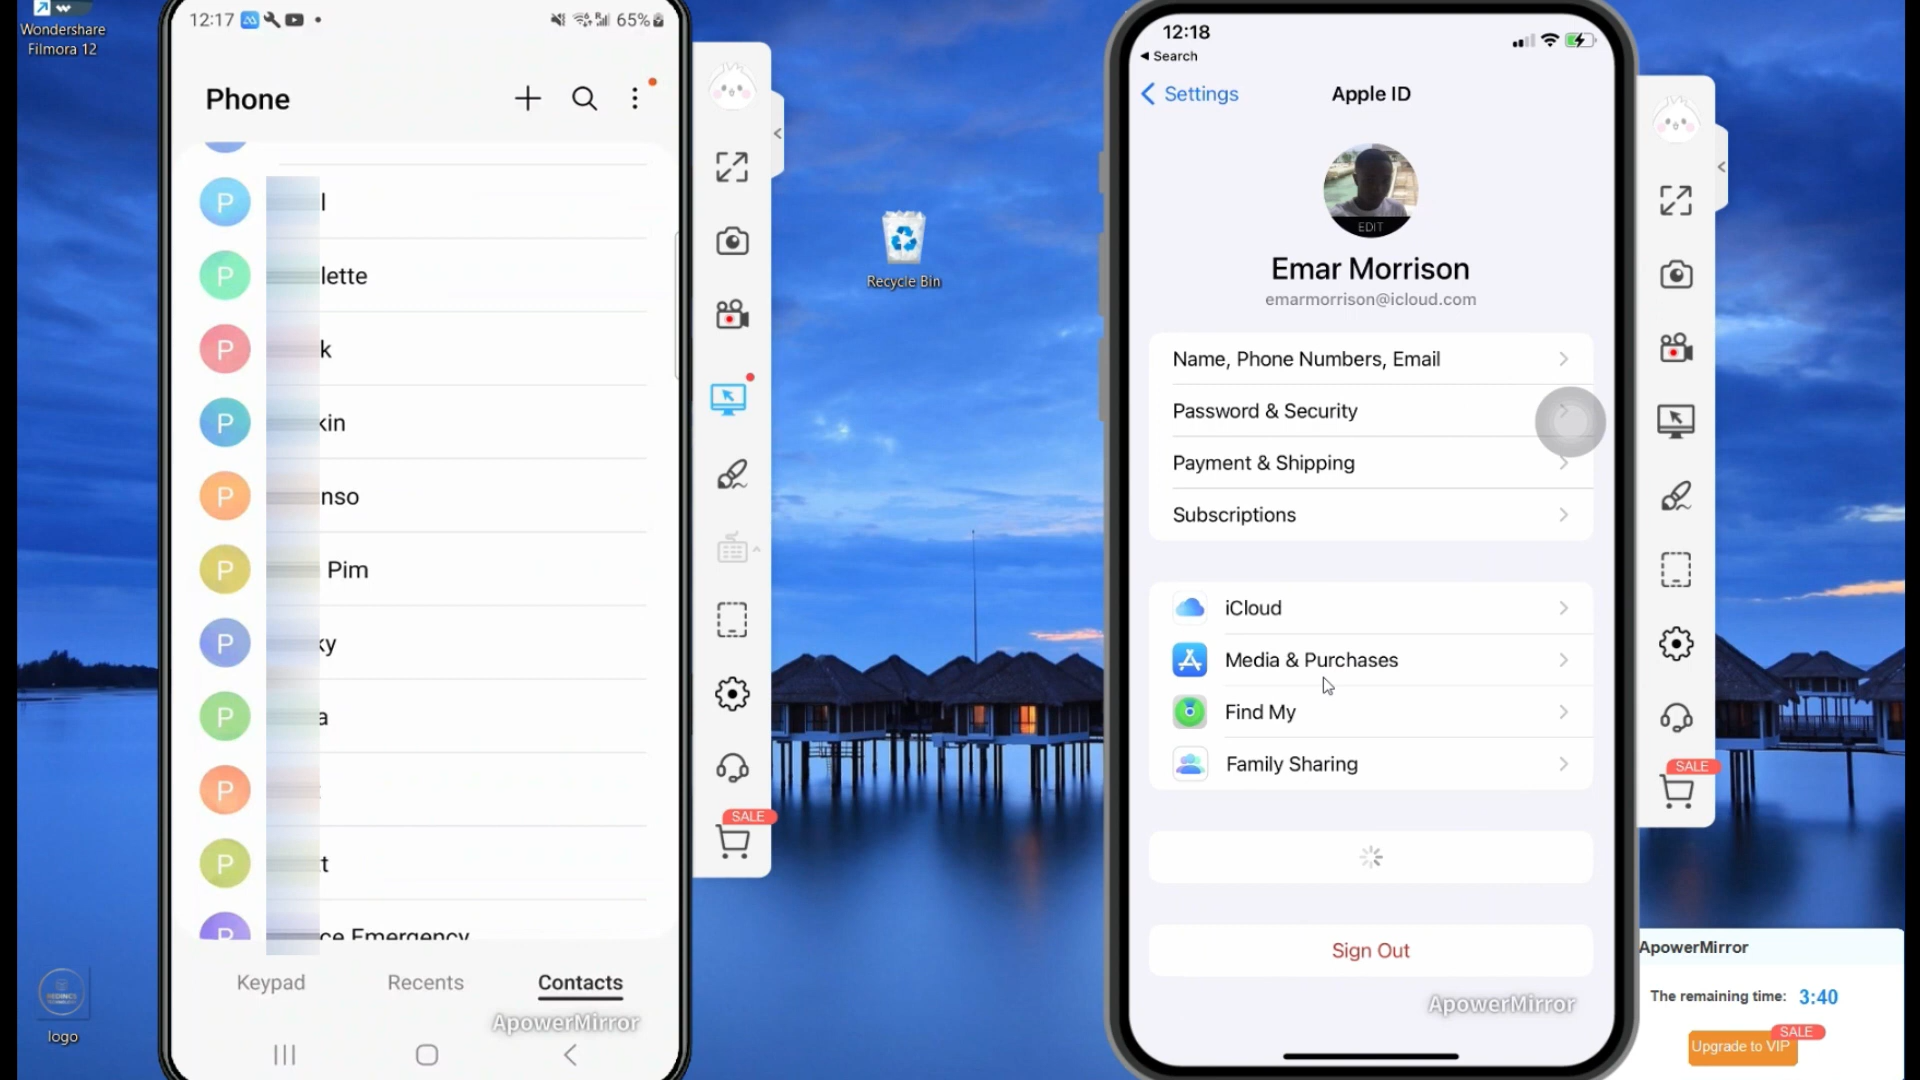 Wondershare
Filmora 12
12:17
65%
Phone
P
l
P
lette
P
k
P
kin
P
nso
P
Pim
P
ky
P
a
P
P
t
P
ce Emergency
Keypad
Recents
Contacts
ApowerMirror
logo
SALE
Recycle Bin
12:18
Search
Settings
Apple ID
EDIT
Emar Morrison
emarmorrison@icloud.com
Name, Phone Numbers, Email
Password & Security
Payment & Shipping
Subscriptions
iCloud
Media & Purchases
Find My
Family Sharing
Sign Out
ApowerMirror
SALE
ApowerMirror
The remaining time: 3:40
SALE
Upgrade to VIP